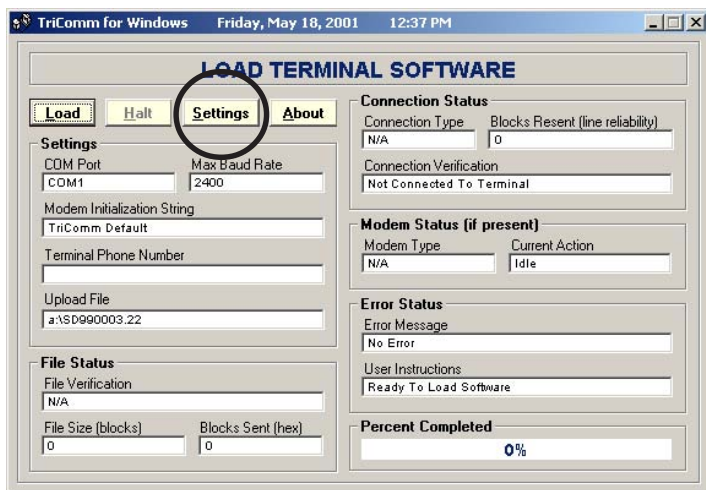 TriComm for Windows Friday, May 18, 2001 12:37 PM
LOAD TERMINAL SOFTWARE
Load Halt Settings About
Settings
COM Port Max Baud Rate
COM1 2400
Modem Initialization String
TriComm Default
Terminal Phone Number
Upload File
a:\SD990003.22
File Status
File Verification
N/A
File Size (blocks) Blocks Sent (hex)
0 0
Connection Status
Connection Type Blocks Resent (line reliability)
N/A 0
Connection Verification
Not Connected To Terminal
Modem Status (if present)
Modem Type Current Action
N/A Idle
Error Status
Error Message
No Error
User Instructions
Ready To Load Software
Percent Completed
0%